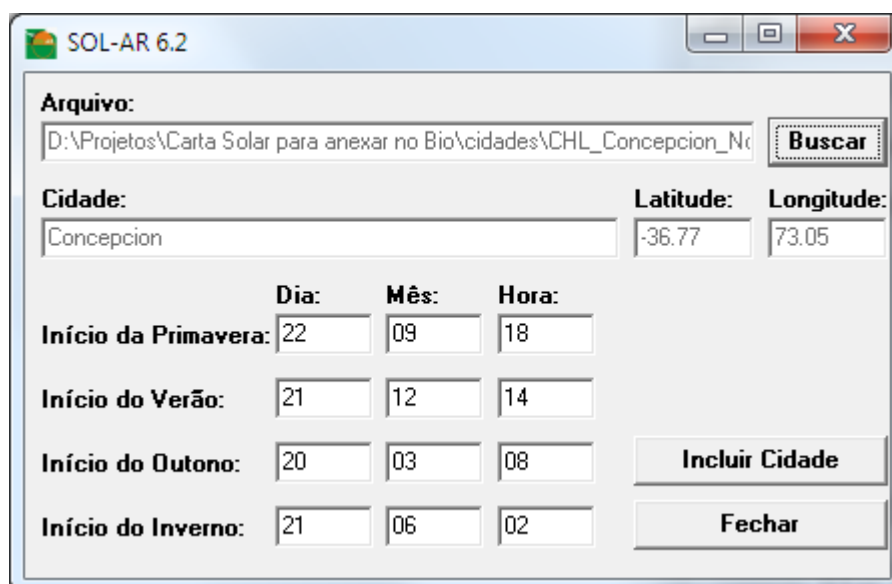 SOL-AR 6.2
Arquivo:
D:\Projetos\Carta Solar para anexar no Bio\cidades\CHL_Concepcion_Nc Buscar
Cidade: Latitude: Longitude:
Concepcion -36.77 73.05
Dia: Mês: Hora:
Início da Primavera: 22 09 18
Início do Verão: 21 12 14
Início do Outono: 20 03 08 Incluir Cidade
Início do Inverno: 21 06 02 Fechar